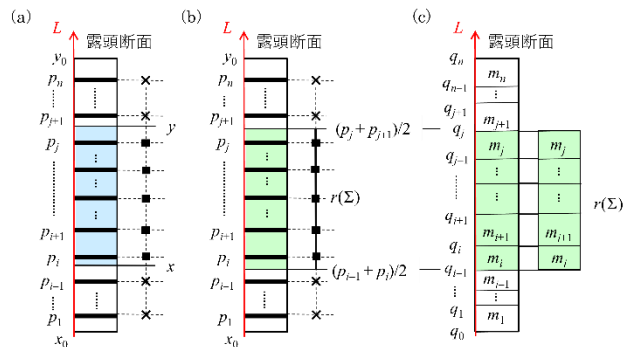 (a)
L
露頭断面
y₀
pₙ
pⱼ₊₁
y
pⱼ
pᵢ₊₁
pᵢ
x
pᵢ₋₁
p₁
x₀
(b)
L
露頭断面
y₀
pₙ
pⱼ₊₁
(pⱼ + pⱼ₊₁)/2
pⱼ
r(Σ)
pᵢ₊₁
pᵢ
(pᵢ₋₁ + pᵢ)/2
pᵢ₋₁
p₁
x₀
(c)
L
露頭断面
qₙ
mₙ
qₙ₋₁
qⱼ₊₁
mⱼ₊₁
qⱼ
mⱼ mⱼ
qⱼ₋₁
r(Σ)
qᵢ₊₁
mᵢ₊₁ mᵢ₊₁
qᵢ
mᵢ mᵢ
qᵢ₋₁
mᵢ₋₁
q₁
m₁
q₀